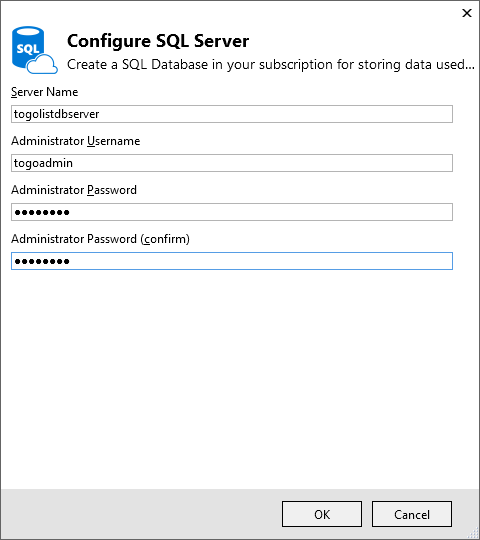 SQL
Configure SQL Server
Create a SQL Database in your subscription for storing data used...
Server Name
togolistdbserver
Administrator Username
togoadmin
Administrator Password
●●●●●●●●
Administrator Password (confirm)
●●●●●●●●
OK Cancel